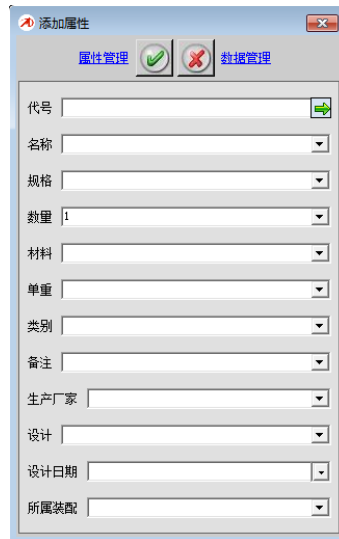 添加属性
属性管理 数据管理
代号
名称
规格
数量 1
材料
单重
类别
备注
生产厂家
设计
设计日期
所属装配